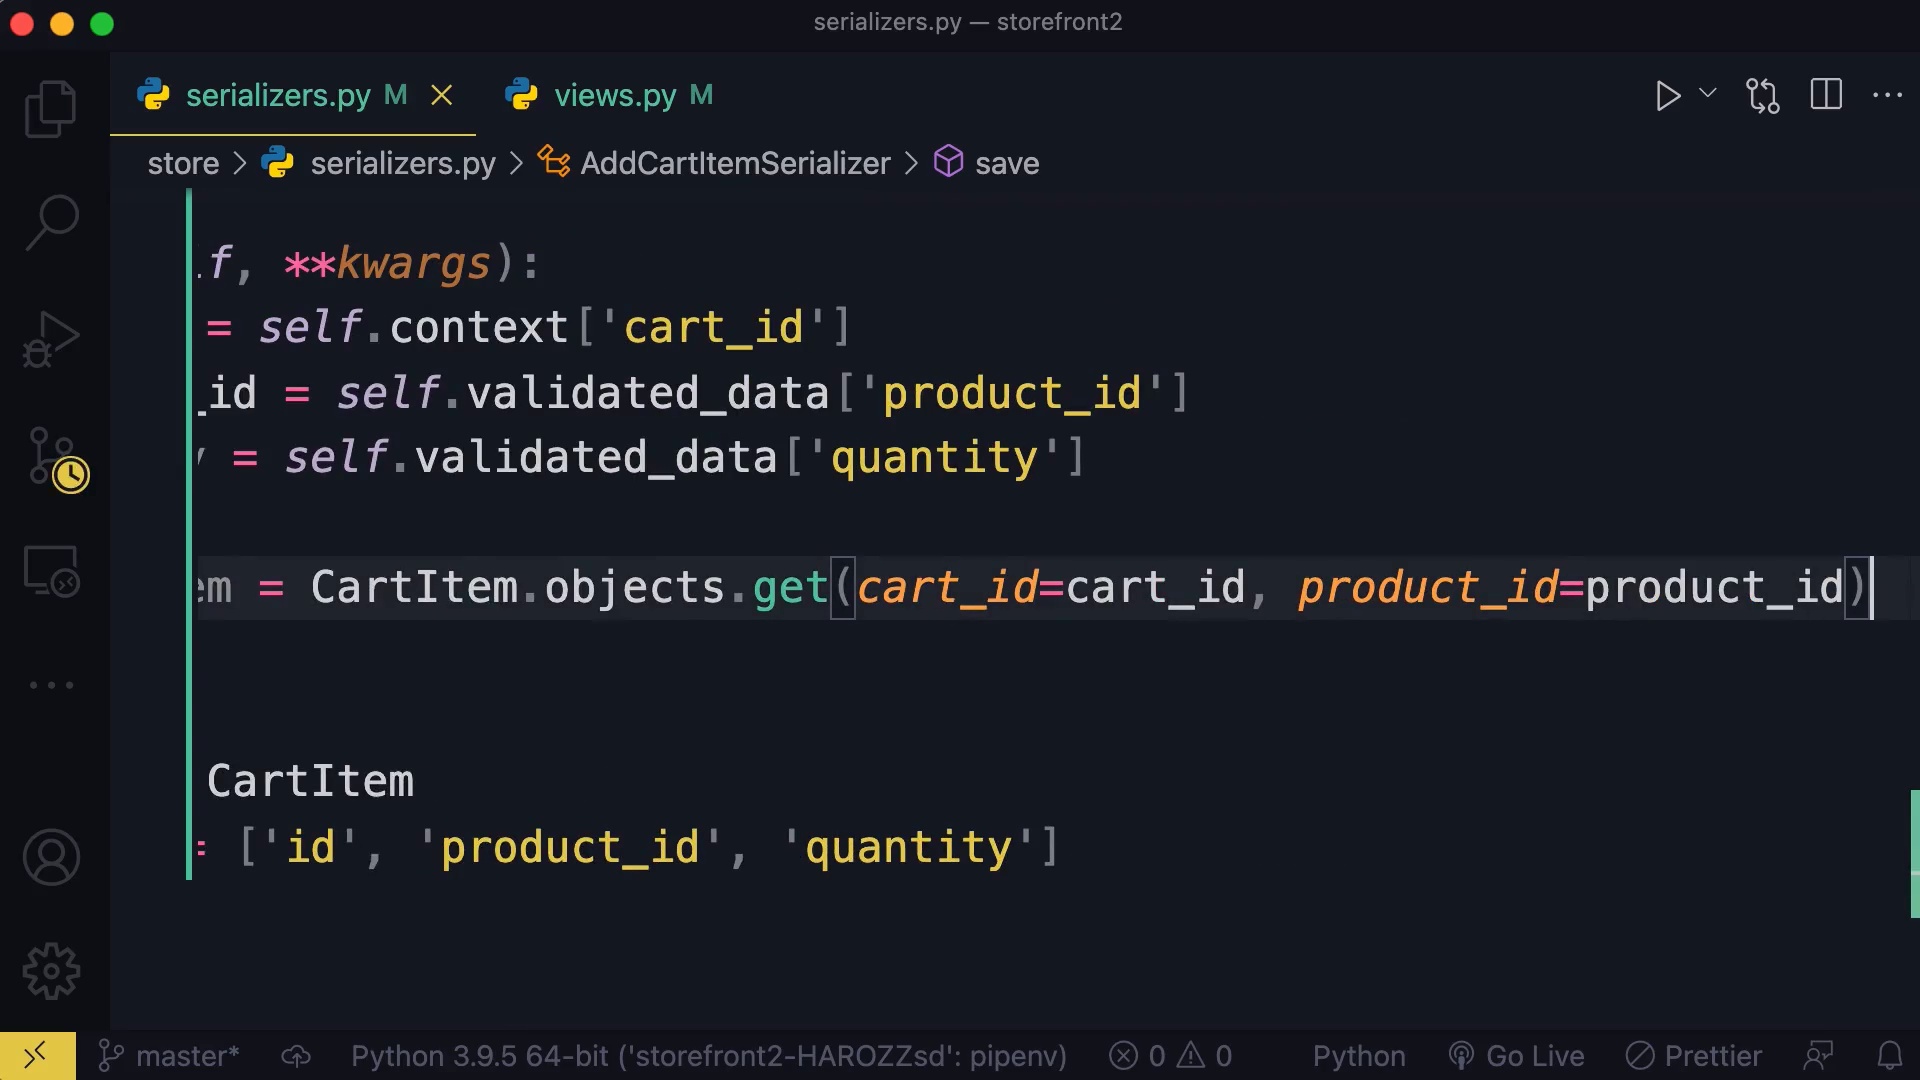 serializers.py — storefront2
serializers.py M views.py M
store > serializers.py > AddCartItemSerializer > save
f, **kwargs):
= self.context['cart_id']
_id = self.validated_data['product_id']
= self.validated_data['quantity']
em = CartItem.objects.get(cart_id=cart_id, product_id=product_id)
CartItem
= ['id', 'product_id', 'quantity']
master* Python 3.9.5 64-bit ('storefront2-HAROZZsd': pipenv) 0 0 Python Go Live Prettier